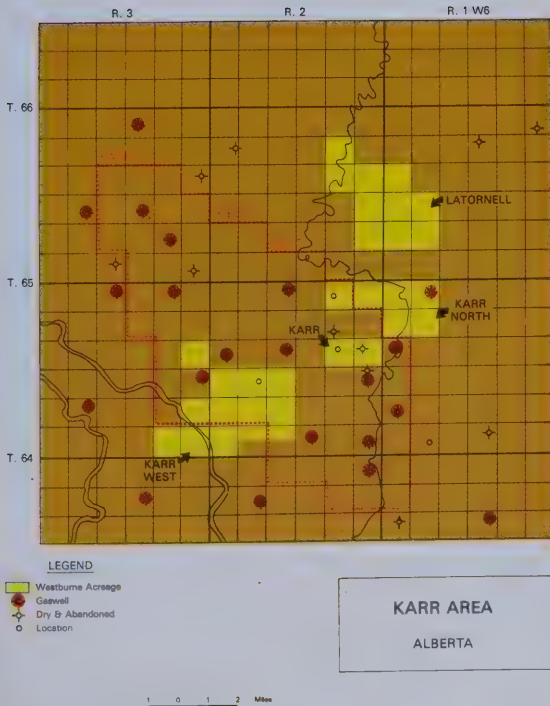 R. 3 R. 2 R. 1 W6
T. 66
LATORNELL
T. 65
KARR
NORTH
KARR
T. 64
KARR
WEST
LEGEND
Westburne Acreage
Gaswell
Dry & Abandoned
Location
KARR AREA
ALBERTA
1 0 1 2 Miles